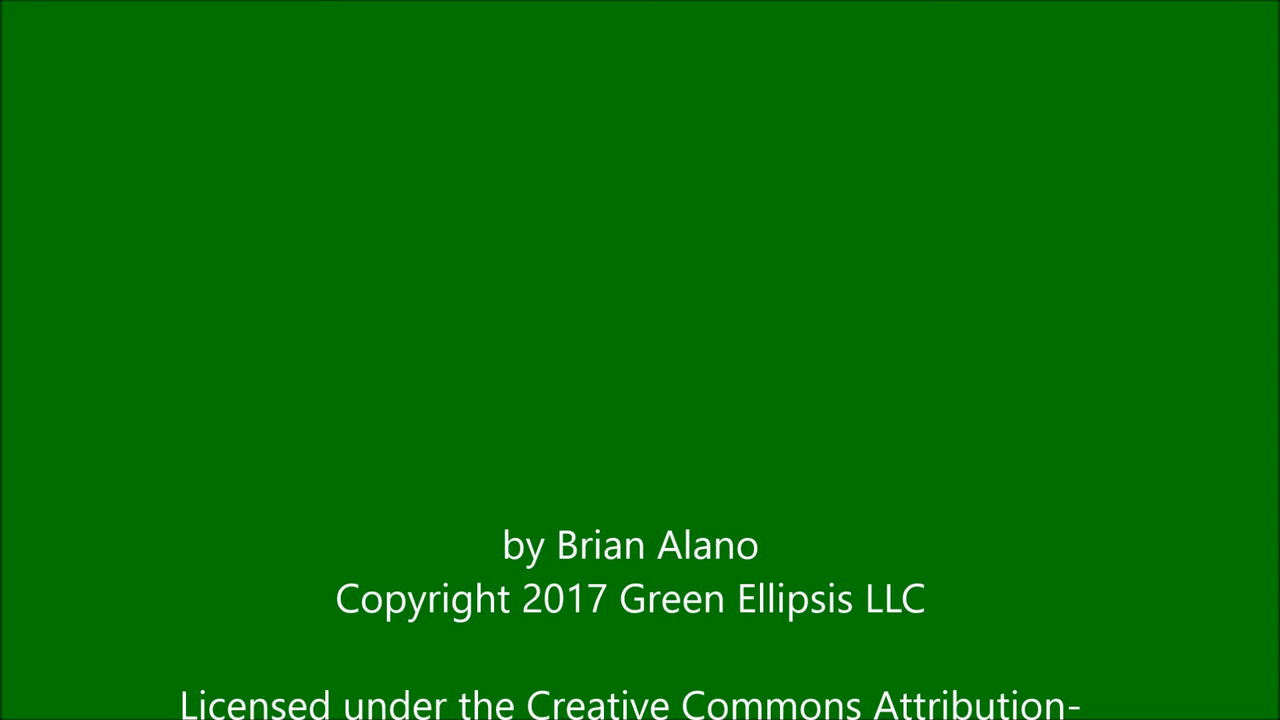 by Brian Alano
Copyright 2017 Green Ellipsis LLC
Licensed under the Creative Commons Attribution-